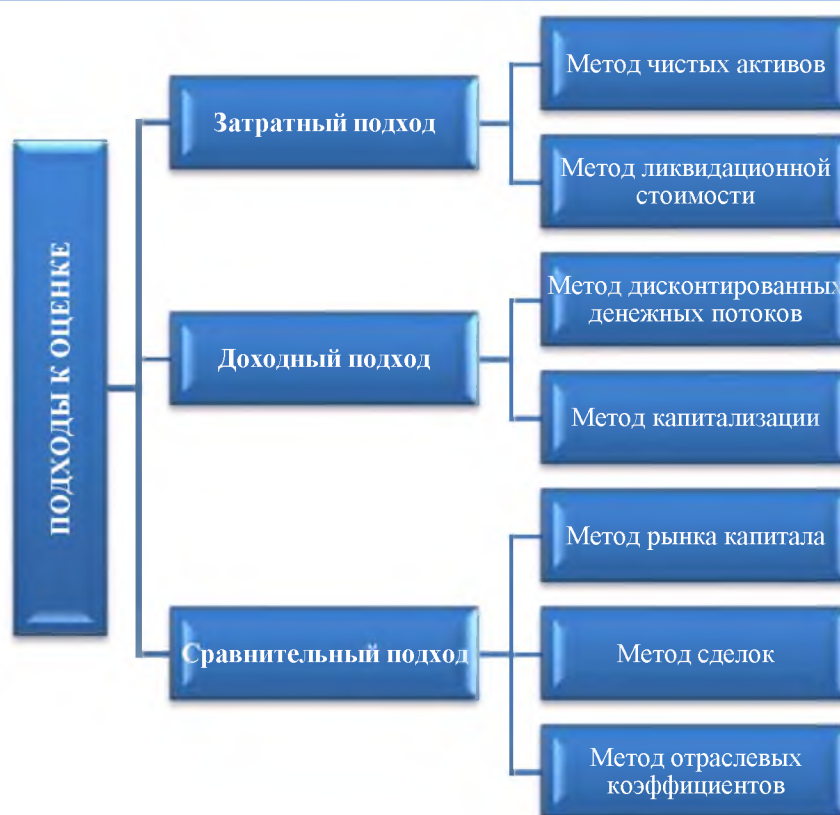 ПОДХОДЫ К ОЦЕНКЕ
Затратный подход
Метод чистых активов
Метод ликвидационной
стоимости
Доходный подход
Метод дисконтированных
денежных потоков
Метод капитализации
Сравнительный подход
Метод рынка капитала
Метод сделок
Метод отраслевых
коэффициентов